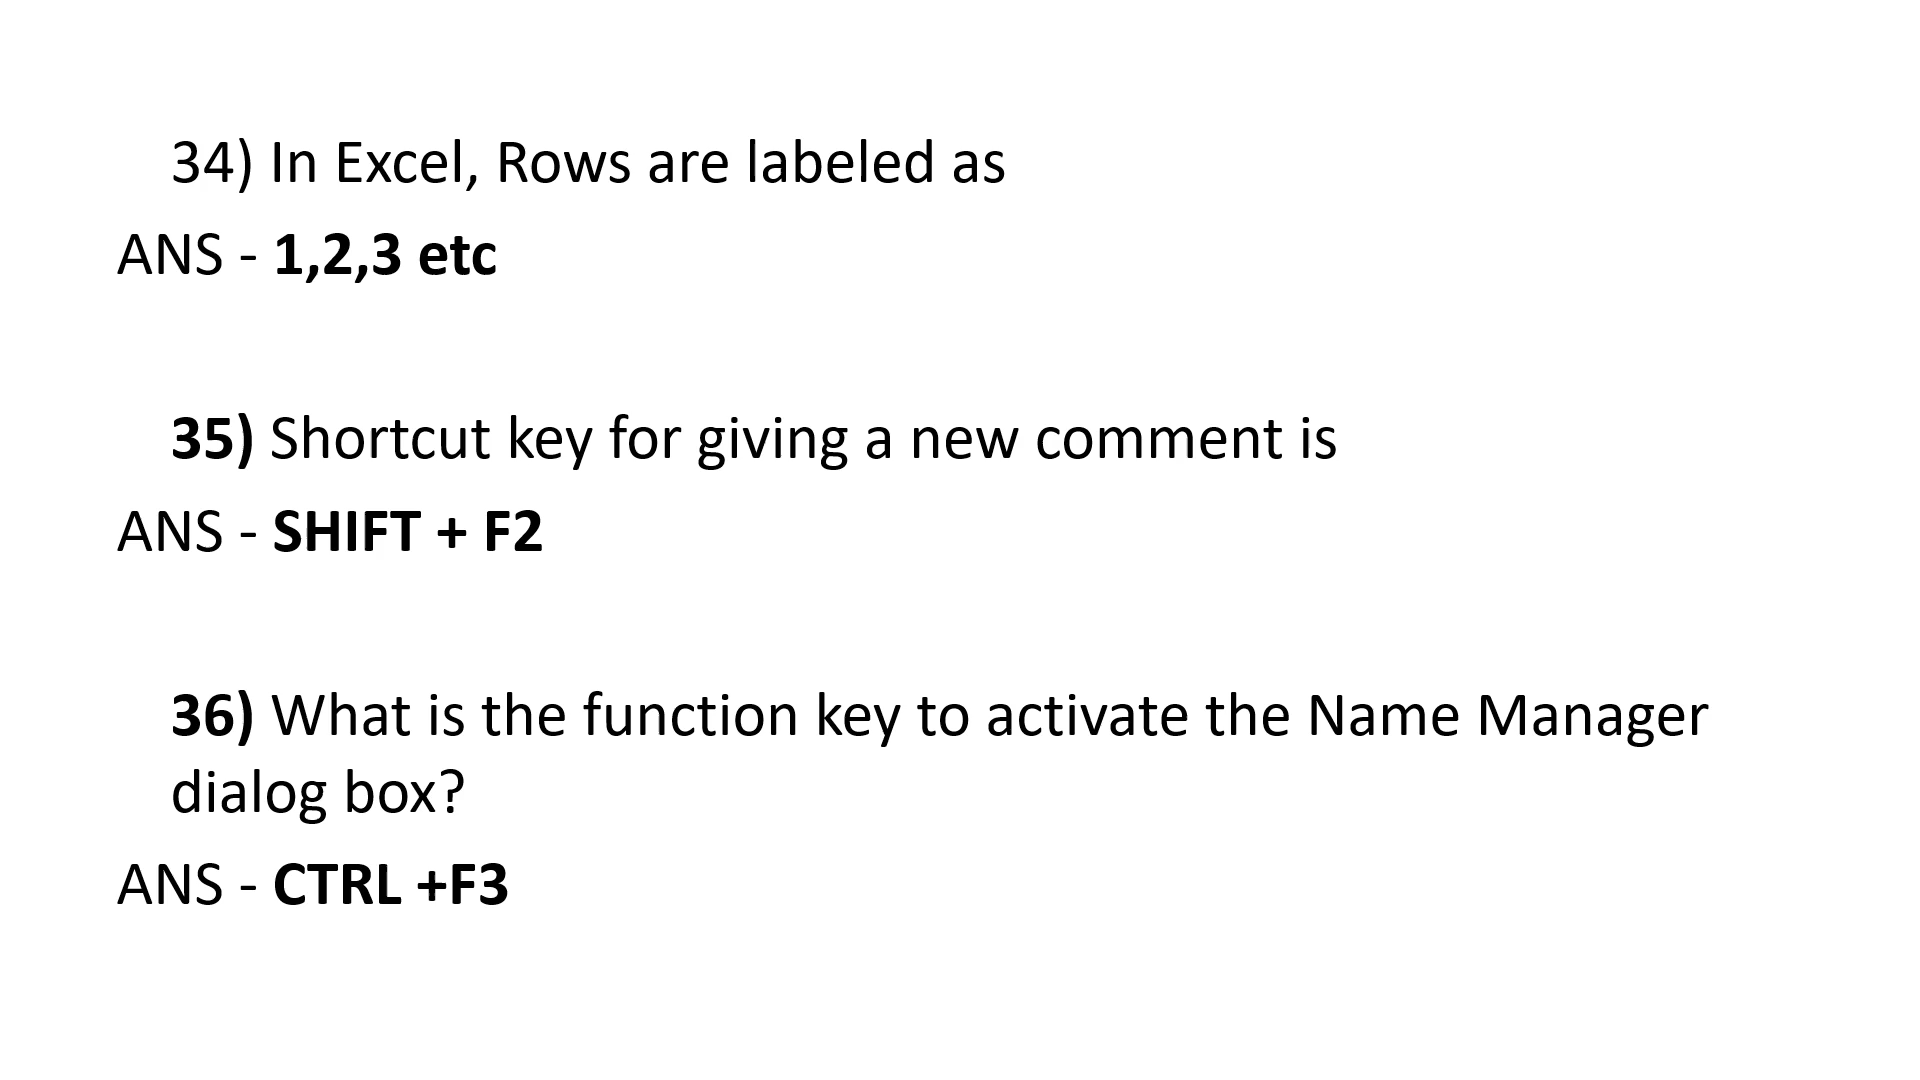 34) In Excel, Rows are labeled as
ANS - 1,2,3 etc
35) Shortcut key for giving a new comment is
ANS - SHIFT + F2
36) What is the function key to activate the Name Manager
dialog box?
ANS - CTRL +F3